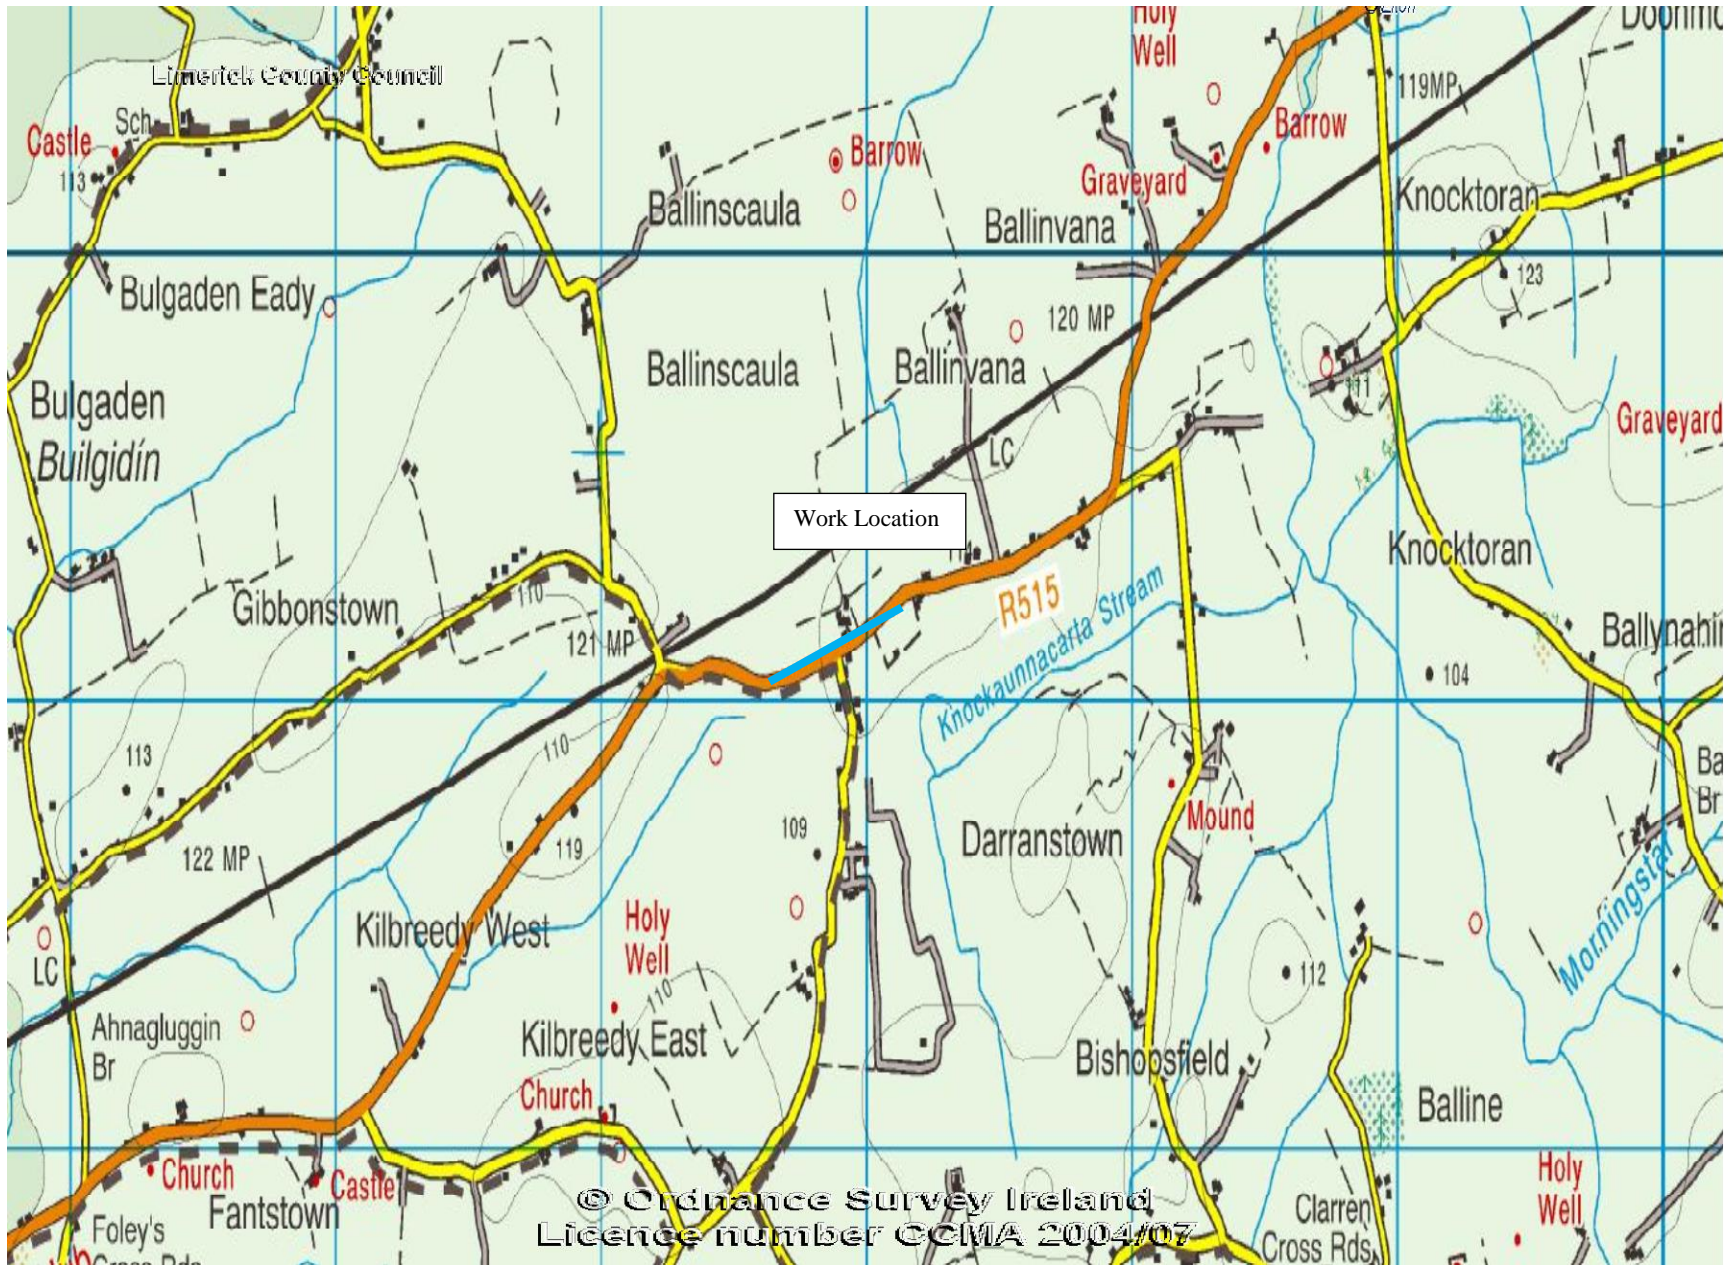 Holy
Well
Doonmo
Limerick County Council
119MP
Sch
Castle
113
Barrow
Barrow
Graveyard
Knocktoran
Ballinscaula
Ballinvana
123
Bulgaden Eady
120 MP
Ballinscaula
Ballinvana
111
Bulgaden
Builgidín
Graveyard
LC
Work Location
Knocktoran
110
Gibbonstown
R515
Knockaunnacarta Stream
121 MP
Ballynahin
104
110
113
Ba
Br
Mound
109
Darranstown
119
122 MP
Morningstar
Kilbreedy West
Holy
Well
LC
112
110
Ahnagluggin
Br
Kilbreedy East
Bishopsfield
Church
Balline
Church
Castle
Holy
Well
Fantstown
© Ordnance Survey Ireland
Licence number CCMA 2004/07
Clarren
Cross Rds
Foley's
Cross Rds